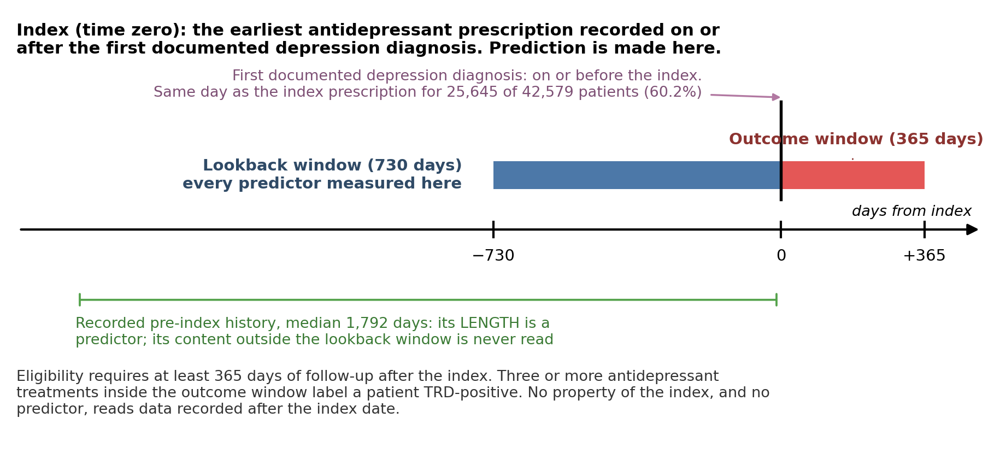 Index (time zero): the earliest antidepressant prescription recorded on or
after the first documented depression diagnosis. Prediction is made here.
First documented depression diagnosis: on or before the index.
Same day as the index prescription for 25,645 of 42,579 patients (60.2%)
Outcome window (365 days)
Lookback window (730 days)
every predictor measured here
days from index
−730
0
+365
Recorded pre-index history, median 1,792 days: its LENGTH is a
predictor; its content outside the lookback window is never read
Eligibility requires at least 365 days of follow-up after the index. Three or more antidepressant
treatments inside the outcome window label a patient TRD-positive. No property of the index, and no
predictor, reads data recorded after the index date.